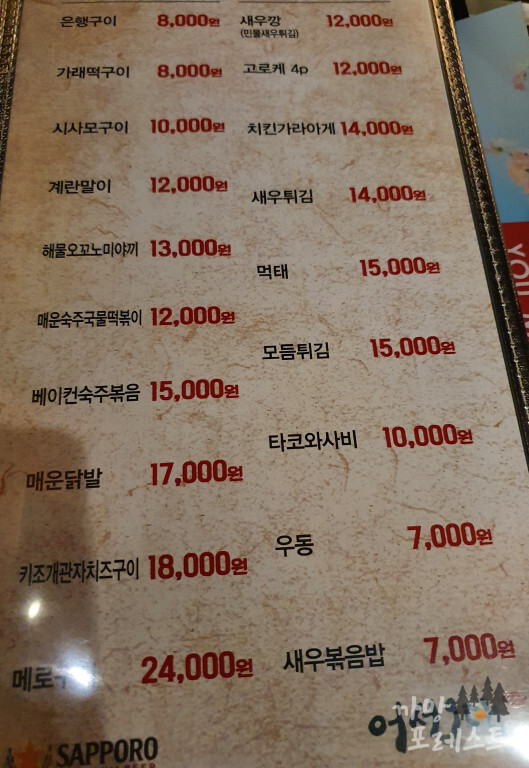 은행구이 8,000원
가래떡구이 8,000원
시사모구이 10,000원
계란말이 12,000원
해물오꼬노미야끼 13,000원
매운숙주국물떡볶이 12,000원
베이컨숙주볶음 15,000원
매운닭발 17,000원
키조개관자치즈구이 18,000원
24,000원
새우깡 12,000원
(민물새우튀김)
고로케 4p 12,000원
치킨가라아게 14,000원
새우튀김 14,000원
먹태 15,000원
모듬튀김 15,000원
타코와사비 10,000원
우동 7,000원
새우볶음밥 7,000원
SAPPORO
BEER
까망
포레스트
YOU